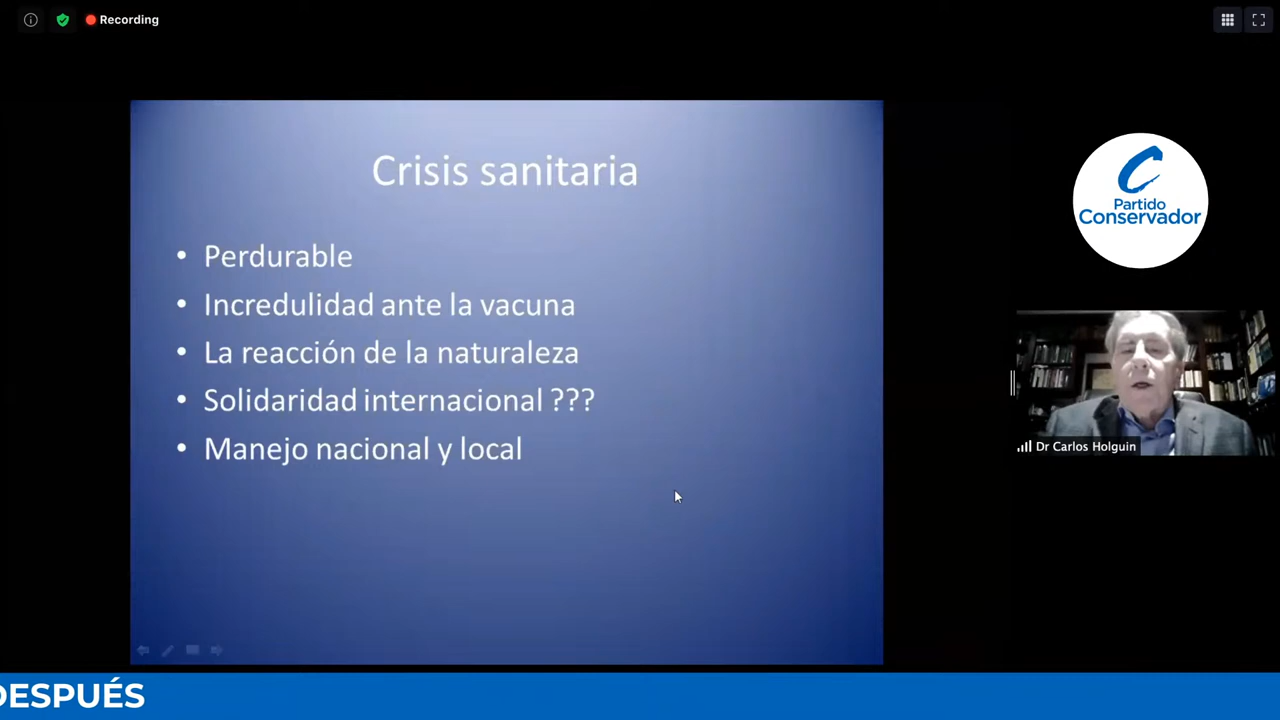 Recording
Crisis sanitaria
• Perdurable
• Incredulidad ante la vacuna
• La reacción de la naturaleza
• Solidaridad internacional ???
• Manejo nacional y local
Partido
Conservador
Dr Carlos Holguin
DESPUÉS